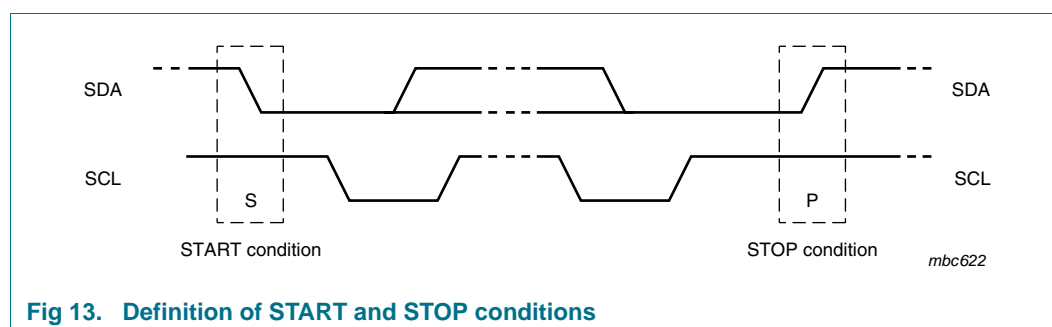 SDA
SDA
SCL
SCL
S
P
START condition
STOP condition
mbc622
Fig 13. Definition of START and STOP conditions